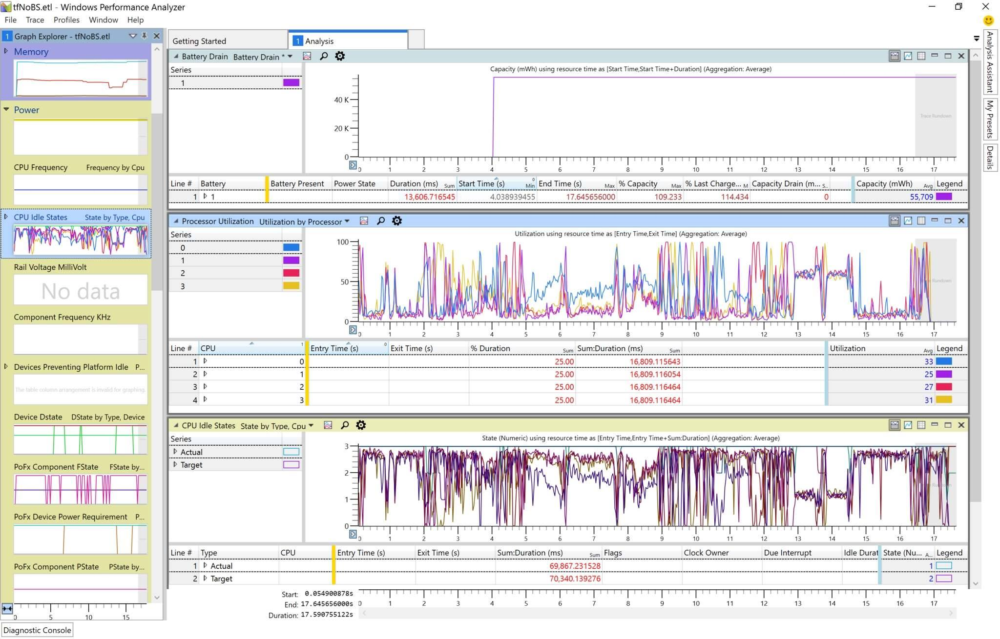 tfNoBS.etl - Windows Performance Analyzer
File Trace Profiles Window Help
1 Graph Explorer - tfNoBS.etl
Memory
Power
CPU Frequency Frequency by Cpu
CPU Idle States State by Type, Cpu
Rail Voltage MilliVolt
No data
Component Frequency KHz
Devices Preventing Platform Idle P...
The table column arrangement is invalid for graphing.
Device Dstate DState by Type, Device
PoFx Component FState FState by...
PoFx Device Power Requirement P...
PoFx Component PState PState by...
0 5 10 15
Diagnostic Console
Getting Started
1 Analysis
Battery Drain Battery Drain *
Series
1
Capacity (mWh) using resource time as [Start Time,Start Time+Duration] (Aggregation: Average)
40 K
20 K
0
Trace Rundown
0 1 2 3 4 5 6 7 8 9 10 11 12 13 14 15 16 17
Line # Battery Battery Present Power State Duration (ms) Sum Start Time (s) 0 Min End Time (s) Max % Capacity Max % Last Charge... M Capacity Drain (m... S.. Capacity (mWh) Avg Legend
1 1 13,606.716545 4.038939455 17.645656000 109.233 114.434 0 55,709
Processor Utilization Utilization by Processor
Series
0
1
2
3
Utilization using resource time as [Entry Time,Exit Time] (Aggregation: Average)
100
50
0
Rundown
0 1 2 3 4 5 6 7 8 9 10 11 12 13 14 15 16 17
Line # CPU 1 Entry Time (s) 0 Exit Time (s) % Duration Sum Sum:Duration (ms) Sum Utilization Avg Legend
1 0 25.00 16,809.115643 33
2 1 25.00 16,809.116054 25
3 2 25.00 16,809.116464 27
4 3 25.00 16,809.116464 31
CPU Idle States State by Type, Cpu
Series
Actual
Target
State (Numeric) using resource time as [Entry Time,Entry Time+Sum:Duration] (Aggregation: Average)
3
2
1
0
0 1 2 3 4 5 6 7 8 9 10 11 12 13 14 15 16 17
Line # Type CPU Entry Time (s) Exit Time (s) Sum:Duration (ms) Sum Flags Clock Owner Due Interrupt Idle Durat State (Nu... A... Legend
1 Actual 69,867.231528 1
2 Target 70,340.139276 2
Start: 0.054900878s
End: 17.645656000s
Duration: 17.590755122s
0 1 2 3 4 5 6 7 8 9 10 11 12 13 14 15 16 17
Analysis Assistant
My Presets
Details